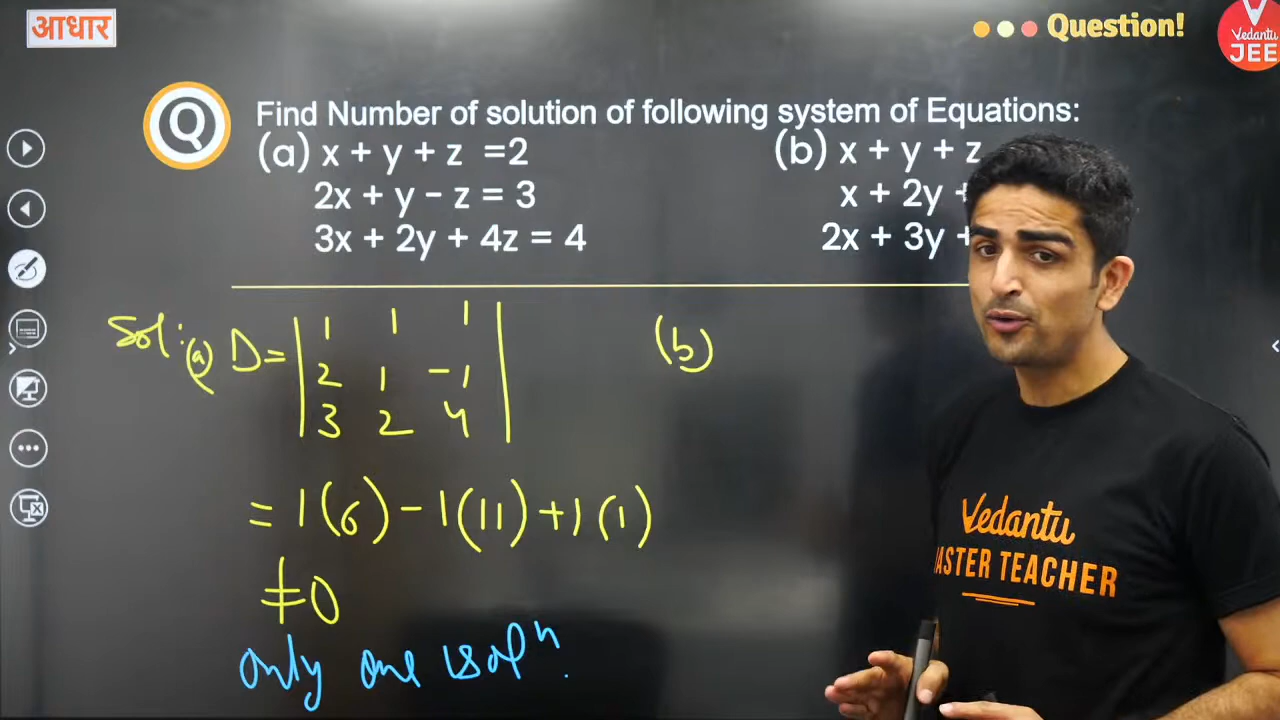 आधार
Question!
Vedantu
JEE
Q
Find Number of solution of following system of Equations:
(a) x + y + z = 2
2x + y - z = 3
3x + 2y + 4z = 4
(b) x + y + z
x + 2y +
2x + 3y +
Sol: (a) D = | 1 1 1 |
| 2 1 -1 |
| 3 2 4 |
= 1(6) - 1(11) + 1(1)
≠ 0
only one solⁿ.
(b)
Vedantu
MASTER TEACHER